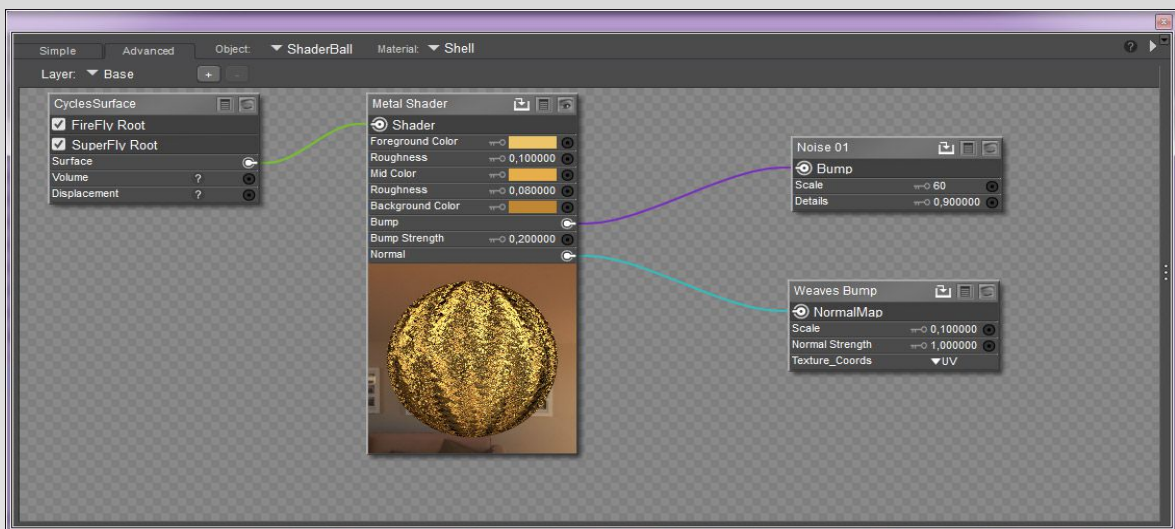 Simple Advanced Object: ShaderBall Material: Shell ?
Layer: Base + -
CyclesSurface
FireFly Root
SuperFly Root
Surface
Volume ?
Displacement ?
Metal Shader
Shader
Foreground Color
Roughness 0,100000
Mid Color
Roughness 0,080000
Background Color
Bump
Bump Strength 0,200000
Normal
Noise 01
Bump
Scale 60
Details 0,900000
Weaves Bump
NormalMap
Scale 0,100000
Normal Strength 1,000000
Texture_Coords UV